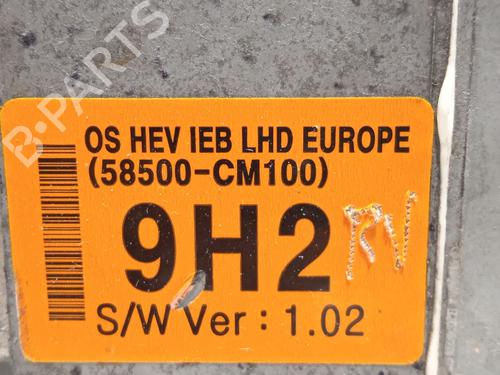 B-PARTS
OS HEV IEB LHD EUROPE
(58500-CM100)
9H2
S/W Ver : 1.02